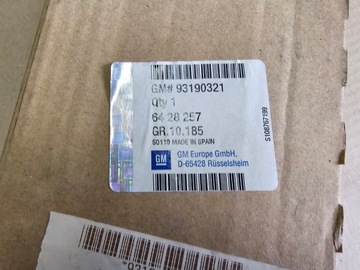 GM# 93190321
Qty 1
64 28 257
GR.10.185
S0110 MADE IN SPAIN
GM
GM Europe GmbH,
D-65428 Rüsselsheim
S108767199